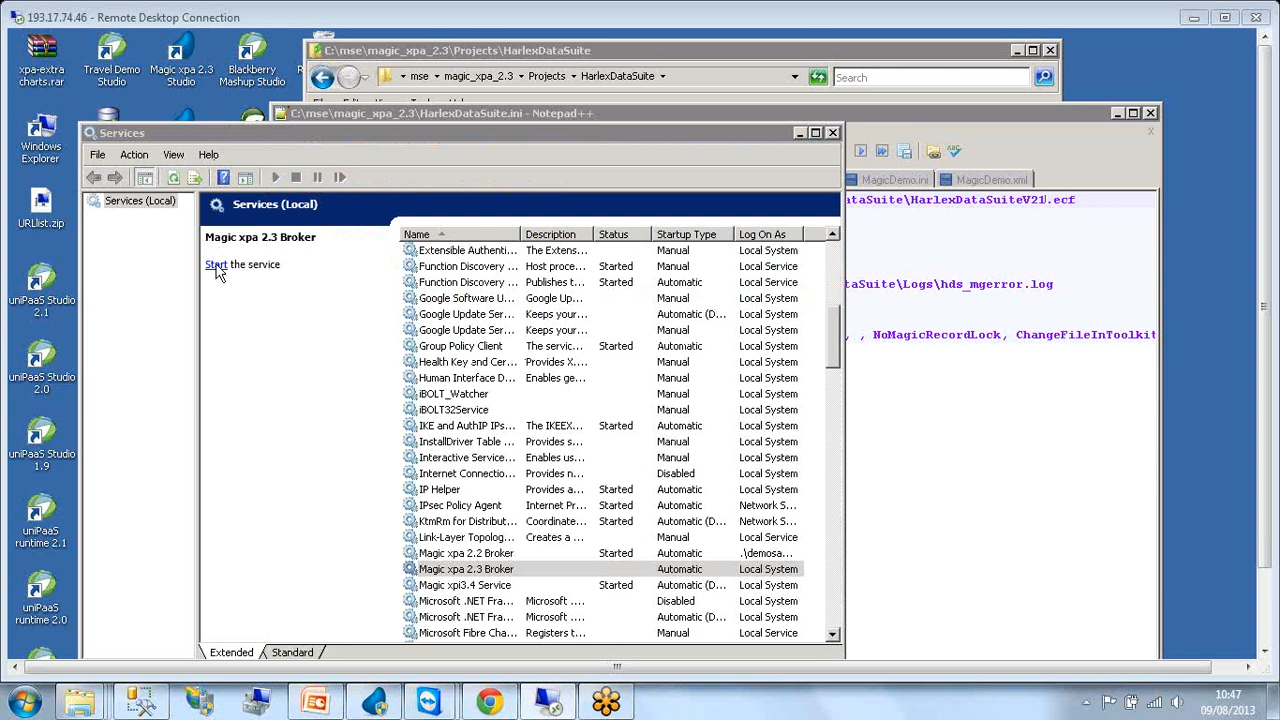 193.17.74.46 - Remote Desktop Connection
xpa-extra charts.rar
Travel Demo Studio
Magic xpa 2.3 Studio
Blackberry Mashup Studio
Windows Explorer
URLlist.zip
uniPaaS Studio 2.1
uniPaaS Studio 2.0
uniPaaS Studio 1.9
uniPaaS runtime 2.1
uniPaaS runtime 2.0
C:\mse\magic_xpa_2.3\Projects\HarlexDataSuite
mse magic_xpa_2.3 Projects HarlexDataSuite
Search
C:\mse\magic_xpa_2.3\HarlexDataSuite.ini - Notepad++
MagicDemo.ini MagicDemo.xml
ataSuite\HarlexDataSuiteV21.ecf
taSuite\Logs\hds_mgerror.log
, , NoMagicRecordLock, ChangeFileInToolkit
Services
File Action View Help
Services (Local)
Services (Local)
Magic xpa 2.3 Broker
Start the service
Name Description Status Startup Type Log On As
Extensible Authenti... The Extens... Manual Local System
Function Discovery ... Host proce... Started Manual Local Service
Function Discovery ... Publishes t... Started Automatic Local Service
Google Software U... Google Up... Manual Local System
Google Update Ser... Keeps your... Automatic (D... Local System
Google Update Ser... Keeps your... Manual Local System
Group Policy Client The servic... Started Automatic Local System
Health Key and Cer... Provides X.... Manual Local System
Human Interface D... Enables ge... Manual Local System
iBOLT_Watcher Manual Local System
iBOLT32Service Manual Local System
IKE and AuthIP IPs... The IKEEX... Started Automatic Local System
InstallDriver Table ... Provides s... Manual Local System
Interactive Service... Enables us... Manual Local System
Internet Connectio... Provides n... Disabled Local System
IP Helper Provides a... Started Automatic Local System
IPsec Policy Agent Internet Pr... Started Automatic Network S...
KtmRm for Distribut... Coordinate... Started Automatic (D... Network S...
Link-Layer Topolog... Creates a ... Manual Local Service
Magic xpa 2.2 Broker Started Automatic .\demosa...
Magic xpa 2.3 Broker Automatic Local System
Magic xpi3.4 Service Started Automatic (D... Local System
Microsoft .NET Fra... Microsoft .... Disabled Local System
Microsoft .NET Fra... Microsoft .... Automatic (D... Local System
Microsoft Fibre Cha... Registers t... Manual Local Service
Extended Standard
10:47
09/08/2013